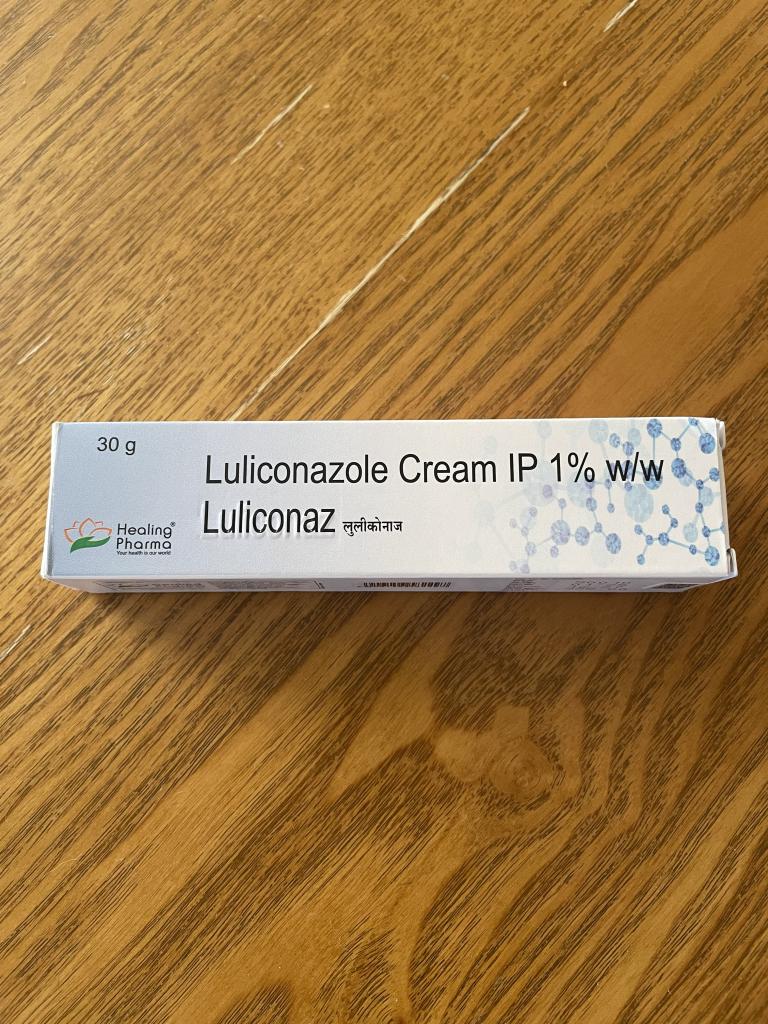 30 g
Luliconazole Cream IP 1% w/w
Luliconaz लुलीकोनाज
Healing®
Pharma
Your health is our world